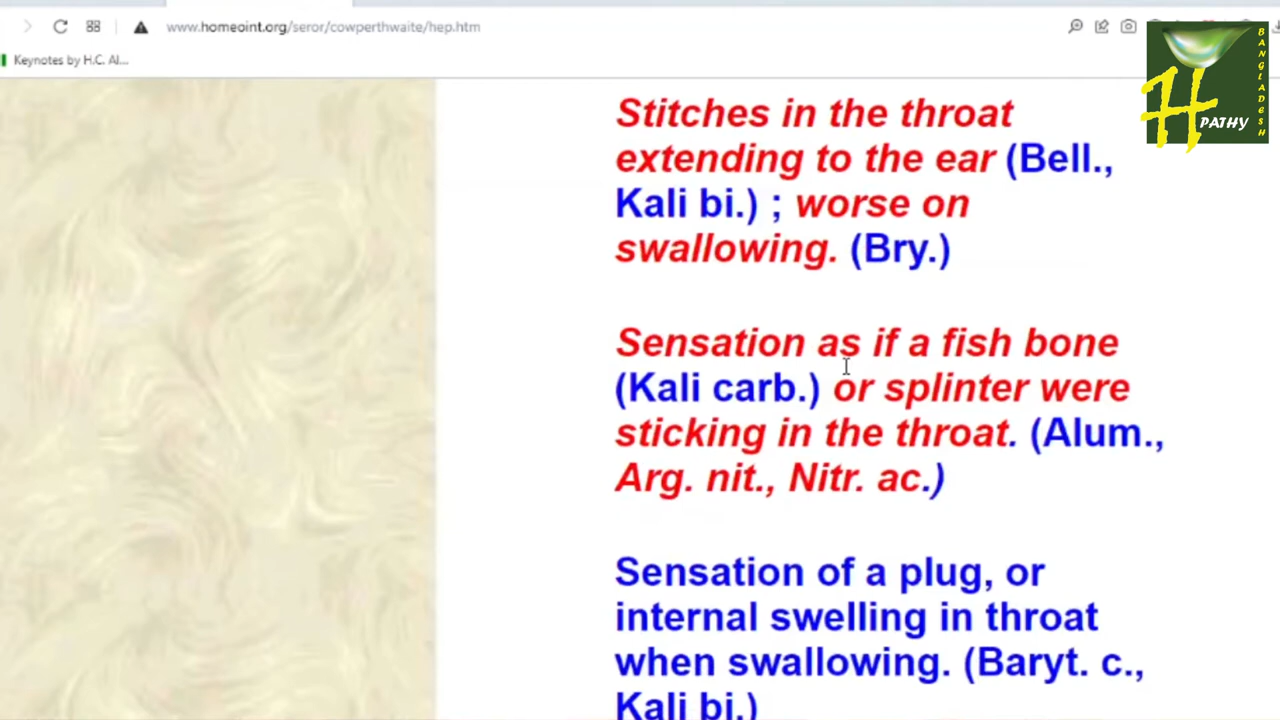 www.homeoint.org/seror/cowperthwaite/hep.htm
Keynotes by H.C. Al...
Stitches in the throat
extending to the ear (Bell.,
Kali bi.) ; worse on
swallowing. (Bry.)
Sensation as if a fish bone
(Kali carb.) or splinter were
sticking in the throat. (Alum.,
Arg. nit., Nitr. ac.)
Sensation of a plug, or
internal swelling in throat
when swallowing. (Baryt. c.,
Kali bi.)
H
PATHY
BANGLADESH